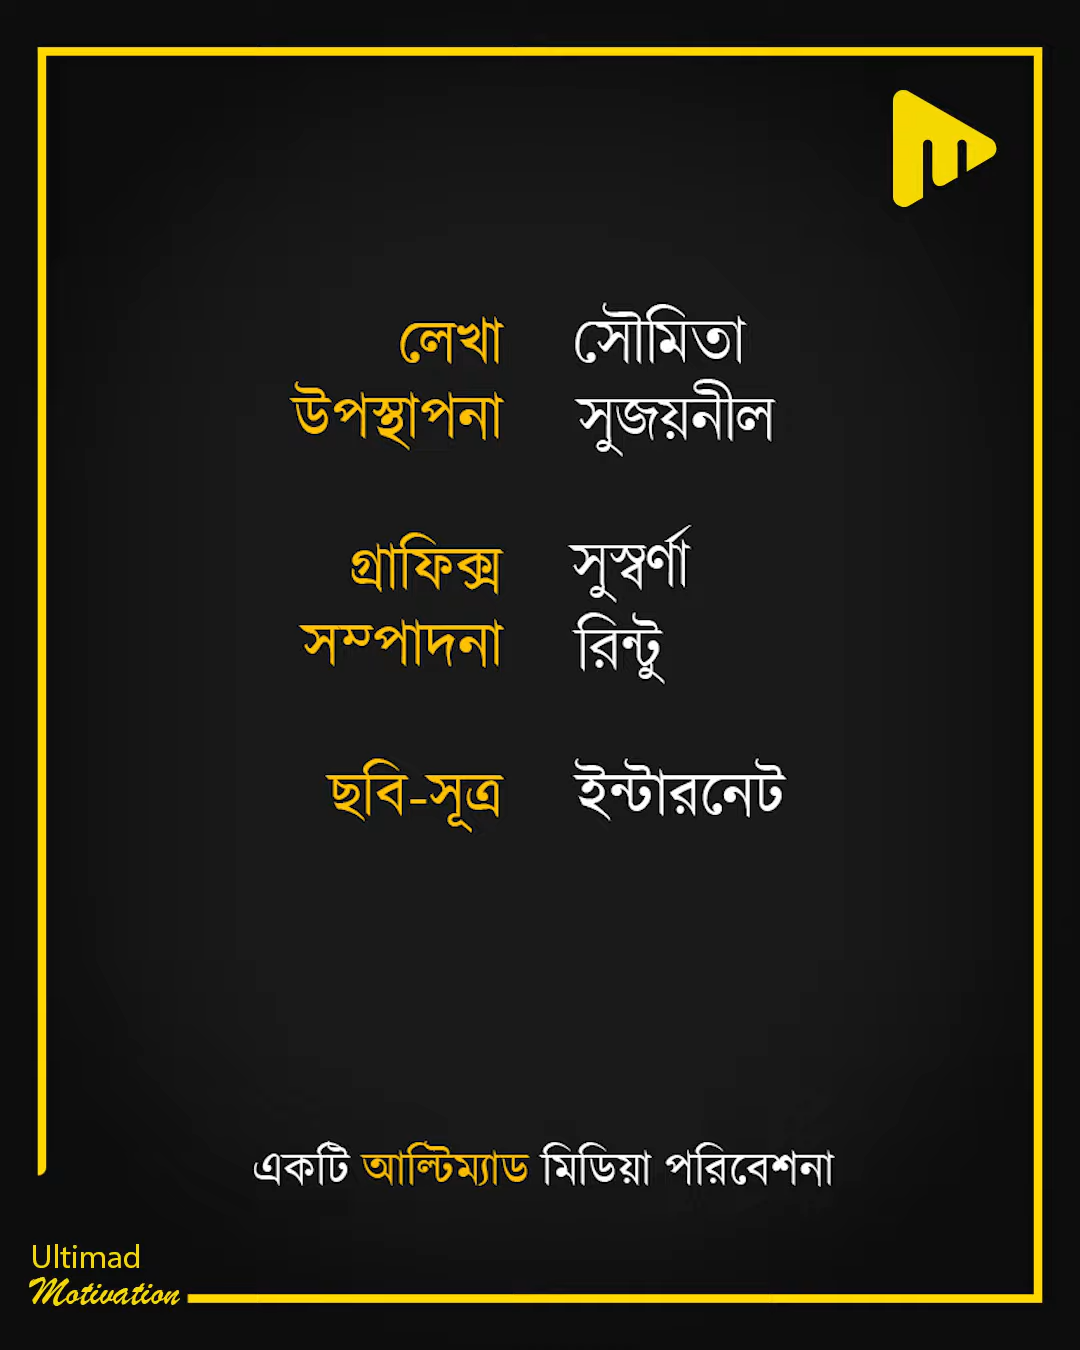 লেখা সৌমিতা
উপস্থাপনা সুজয়নীল
গ্রাফিক্স সুস্বর্ণা
সম্পাদনা রিন্টু
ছবি-সূত্র ইন্টারনেট
একটি আল্টিম্যাড মিডিয়া পরিবেশনা
Ultimad
Motivation